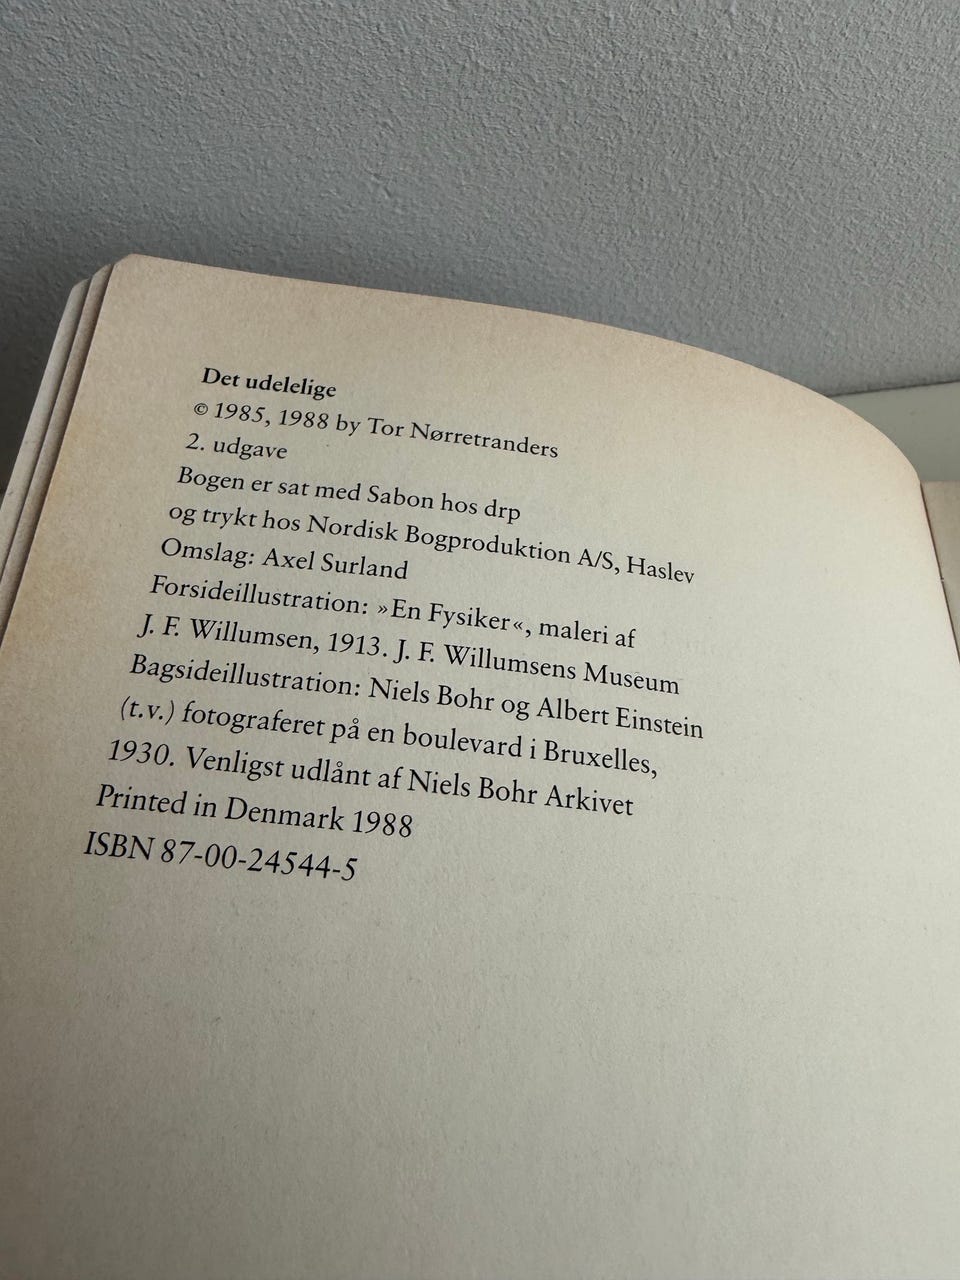 Det udelelige
© 1985, 1988 by Tor Nørretranders
2. udgave
Bogen er sat med Sabon hos drp
og trykt hos Nordisk Bogproduktion A/S, Haslev
Omslag: Axel Surland
Forsideillustration: »En Fysiker«, maleri af
J. F. Willumsen, 1913. J. F. Willumsens Museum
Bagsideillustration: Niels Bohr og Albert Einstein
(t.v.) fotograferet på en boulevard i Bruxelles,
1930. Venligst udlånt af Niels Bohr Arkivet
Printed in Denmark 1988
ISBN 87-00-24544-5